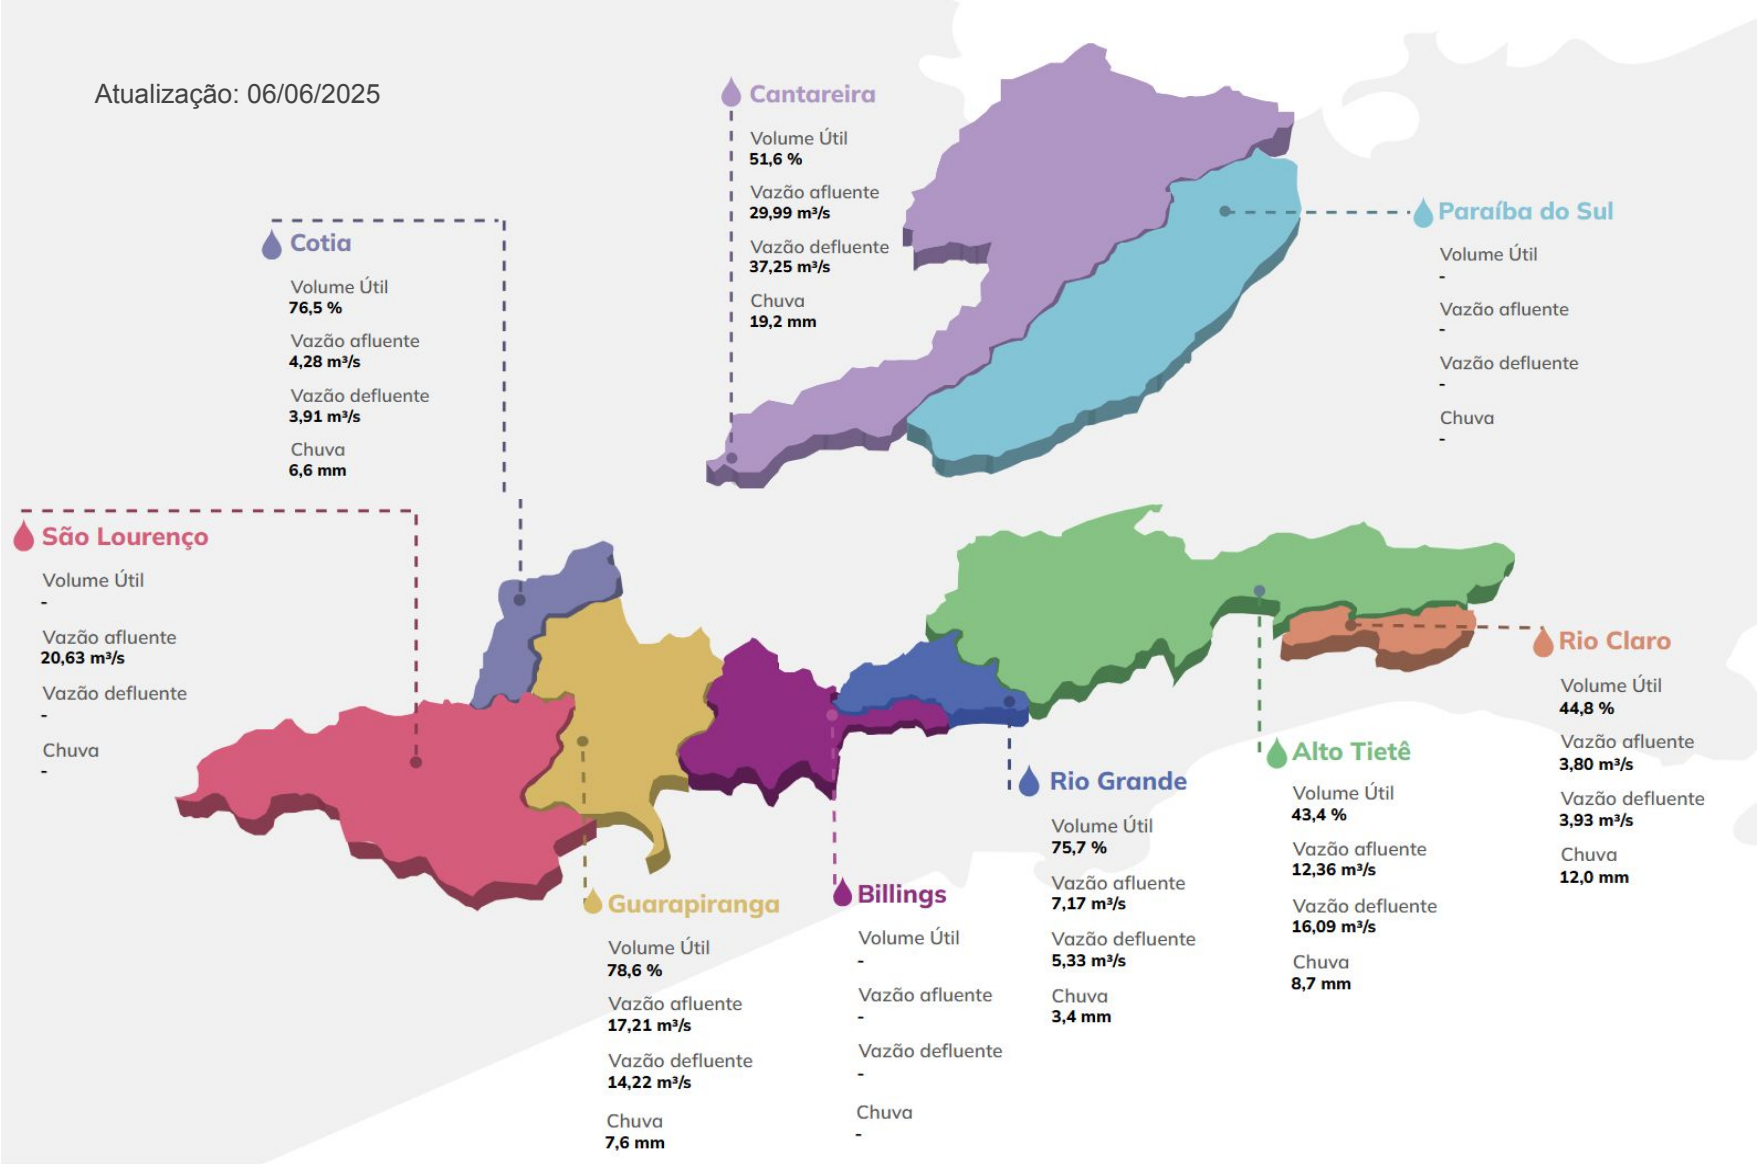 Atualização: 06/06/2025
Cantareira
Volume Útil
51,6 %
Vazão afluente
29,99 m³/s
Vazão defluente
37,25 m³/s
Chuva
19,2 mm
Paraíba do Sul
Volume Útil
-
Vazão afluente
-
Vazão defluente
-
Chuva
-
Cotia
Volume Útil
76,5 %
Vazão afluente
4,28 m³/s
Vazão defluente
3,91 m³/s
Chuva
6,6 mm
São Lourenço
Volume Útil
-
Vazão afluente
20,63 m³/s
Vazão defluente
-
Chuva
-
Guarapiranga
Volume Útil
78,6 %
Vazão afluente
17,21 m³/s
Vazão defluente
14,22 m³/s
Chuva
7,6 mm
Billings
Volume Útil
-
Vazão afluente
-
Vazão defluente
-
Chuva
-
Rio Grande
Volume Útil
75,7 %
Vazão afluente
7,17 m³/s
Vazão defluente
5,33 m³/s
Chuva
3,4 mm
Alto Tietê
Volume Útil
43,4 %
Vazão afluente
12,36 m³/s
Vazão defluente
16,09 m³/s
Chuva
8,7 mm
Rio Claro
Volume Útil
44,8 %
Vazão afluente
3,80 m³/s
Vazão defluente
3,93 m³/s
Chuva
12,0 mm